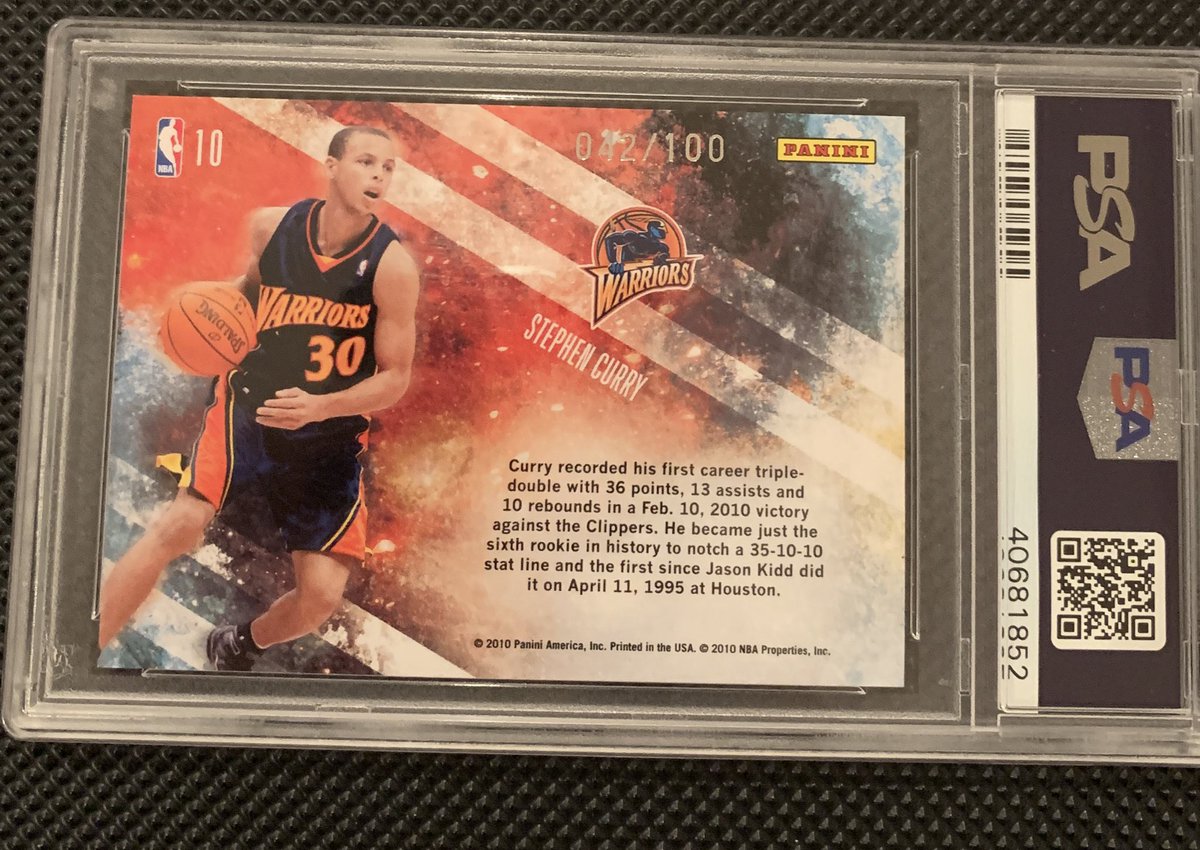 NBA
10
042/100
PANINI
WARRIORS
STEPHEN CURRY
WARRIORS
30
SPALDING
Curry recorded his first career triple-
double with 36 points, 13 assists and
10 rebounds in a Feb. 10, 2010 victory
against the Clippers. He became just the
sixth rookie in history to notch a 35-10-10
stat line and the first since Jason Kidd did
it on April 11, 1995 at Houston.
© 2010 Panini America, Inc. Printed in the USA. © 2010 NBA Properties, Inc.
PSA
PSA
40681852